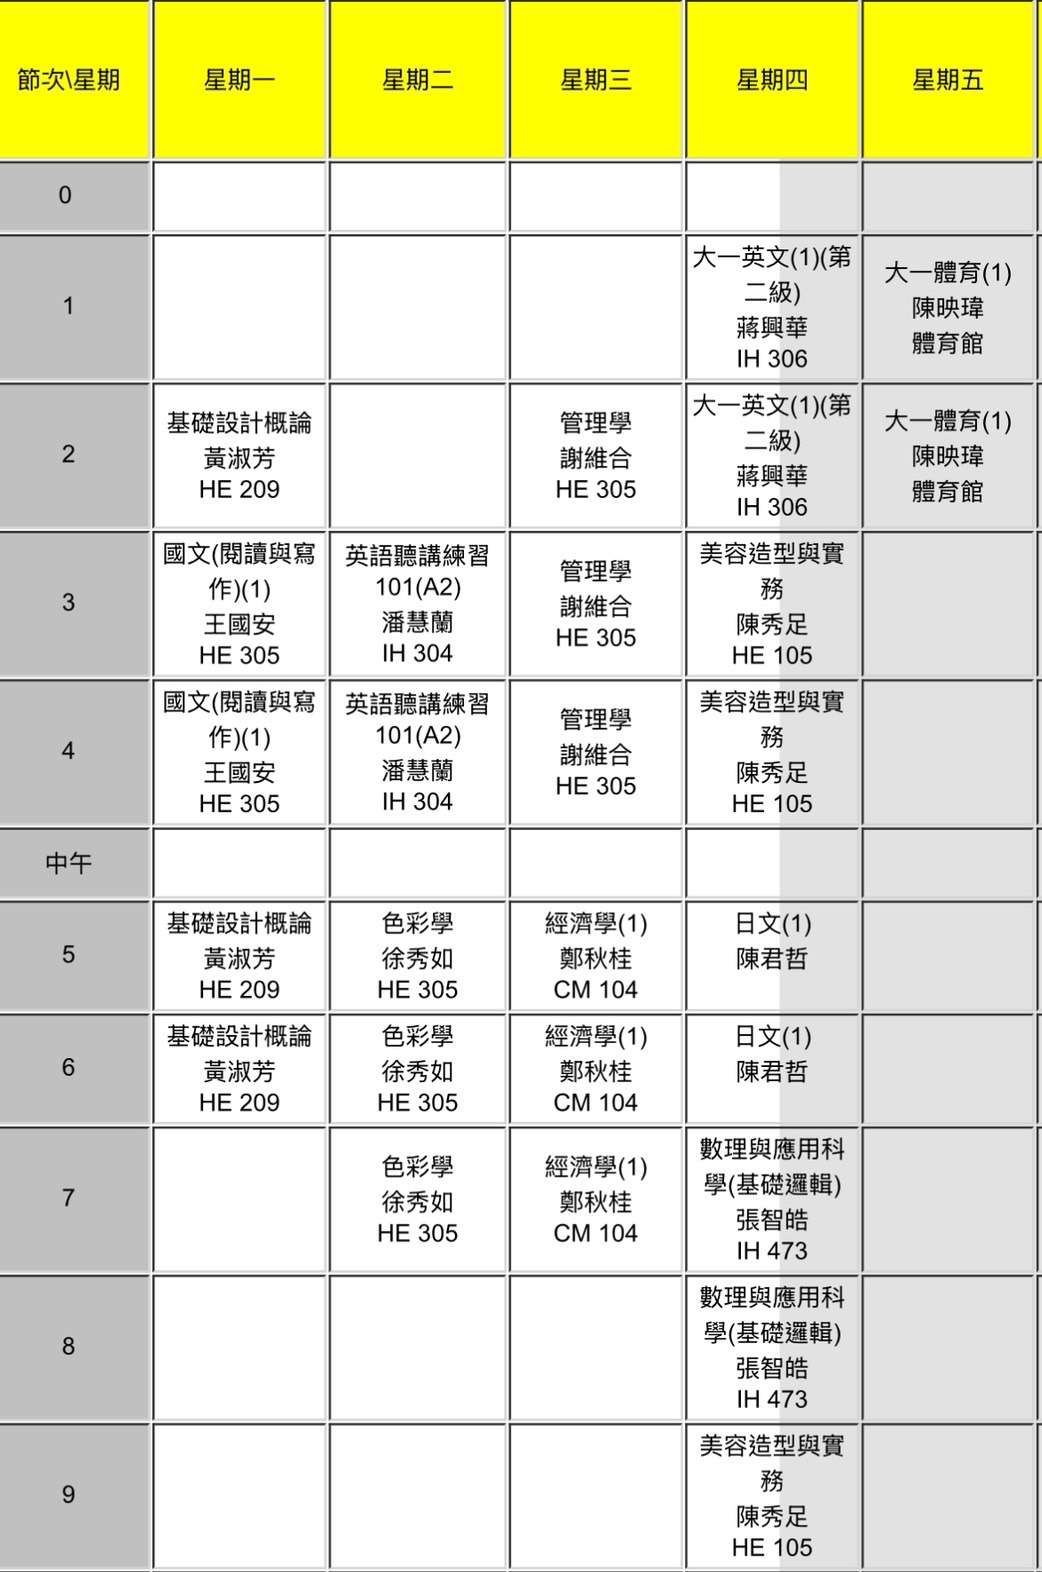 節次\星期
星期一
星期二
星期三
星期四
星期五
0
1
大一英文(1)(第
二級)
蔣興華
IH 306
大一體育(1)
陳映瑋
體育館
2
基礎設計概論
黃淑芳
HE 209
管理學
謝維合
HE 305
大一英文(1)(第
二級)
蔣興華
IH 306
大一體育(1)
陳映瑋
體育館
3
國文(閱讀與寫
作)(1)
王國安
HE 305
英語聽講練習
101(A2)
潘慧蘭
IH 304
管理學
謝維合
HE 305
美容造型與實
務
陳秀足
HE 105
4
國文(閱讀與寫
作)(1)
王國安
HE 305
英語聽講練習
101(A2)
潘慧蘭
IH 304
管理學
謝維合
HE 305
美容造型與實
務
陳秀足
HE 105
中午
5
基礎設計概論
黃淑芳
HE 209
色彩學
徐秀如
HE 305
經濟學(1)
鄭秋桂
CM 104
日文(1)
陳君哲
6
基礎設計概論
黃淑芳
HE 209
色彩學
徐秀如
HE 305
經濟學(1)
鄭秋桂
CM 104
日文(1)
陳君哲
7
色彩學
徐秀如
HE 305
經濟學(1)
鄭秋桂
CM 104
數理與應用科
學(基礎邏輯)
張智皓
IH 473
8
數理與應用科
學(基礎邏輯)
張智皓
IH 473
9
美容造型與實
務
陳秀足
HE 105